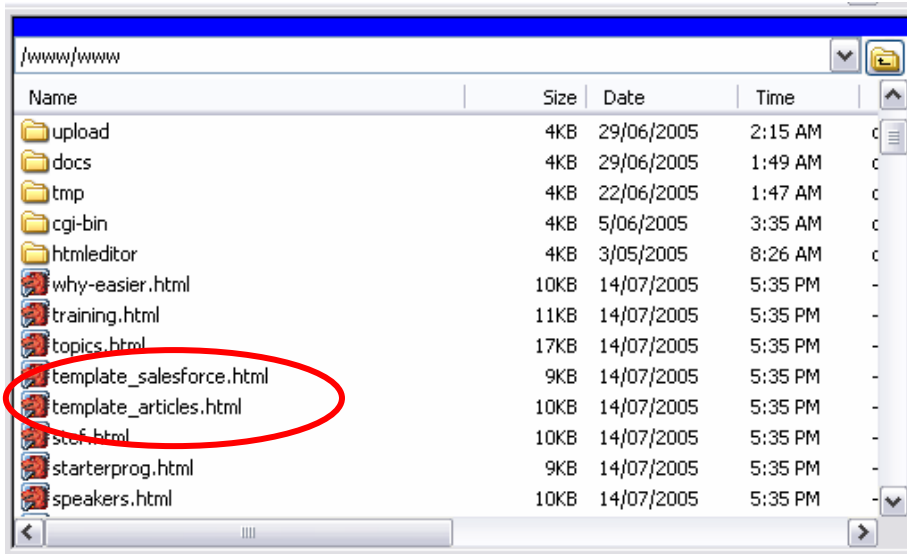 /www/www
Name Size Date Time
upload 4KB 29/06/2005 2:15 AM
docs 4KB 29/06/2005 1:49 AM
tmp 4KB 22/06/2005 1:47 AM
cgi-bin 4KB 5/06/2005 3:35 AM
htmleditor 4KB 3/05/2005 8:26 AM
why-easier.html 10KB 14/07/2005 5:35 PM -
training.html 11KB 14/07/2005 5:35 PM -
topics.html 17KB 14/07/2005 5:35 PM -
template_salesforce.html 9KB 14/07/2005 5:35 PM -
template_articles.html 10KB 14/07/2005 5:35 PM -
stef.html 10KB 14/07/2005 5:35 PM -
starterprog.html 9KB 14/07/2005 5:35 PM -
speakers.html 10KB 14/07/2005 5:35 PM -